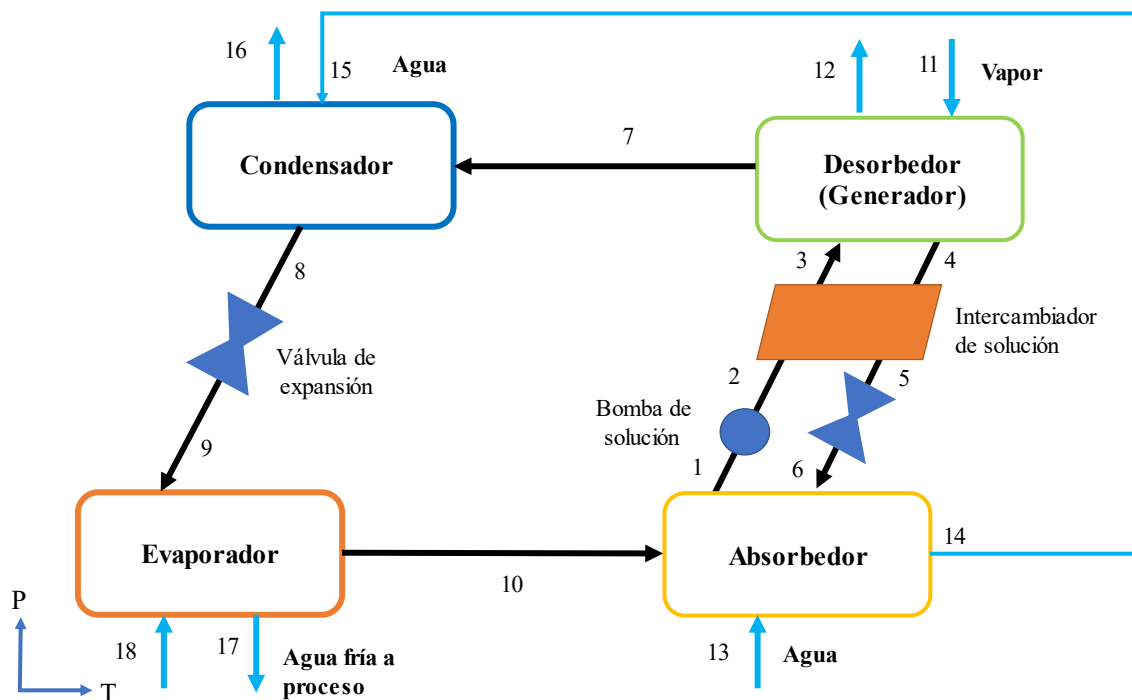 16
15
Agua
12
11
Vapor
Condensador
7
Desorbedor
(Generador)
8
3
4
Válvula de
expansión
Intercambiador
de solución
2
5
Bomba de
solución
9
1
6
Evaporador
10
Absorbedor
14
P
T
18
17
Agua fría a
proceso
13
Agua